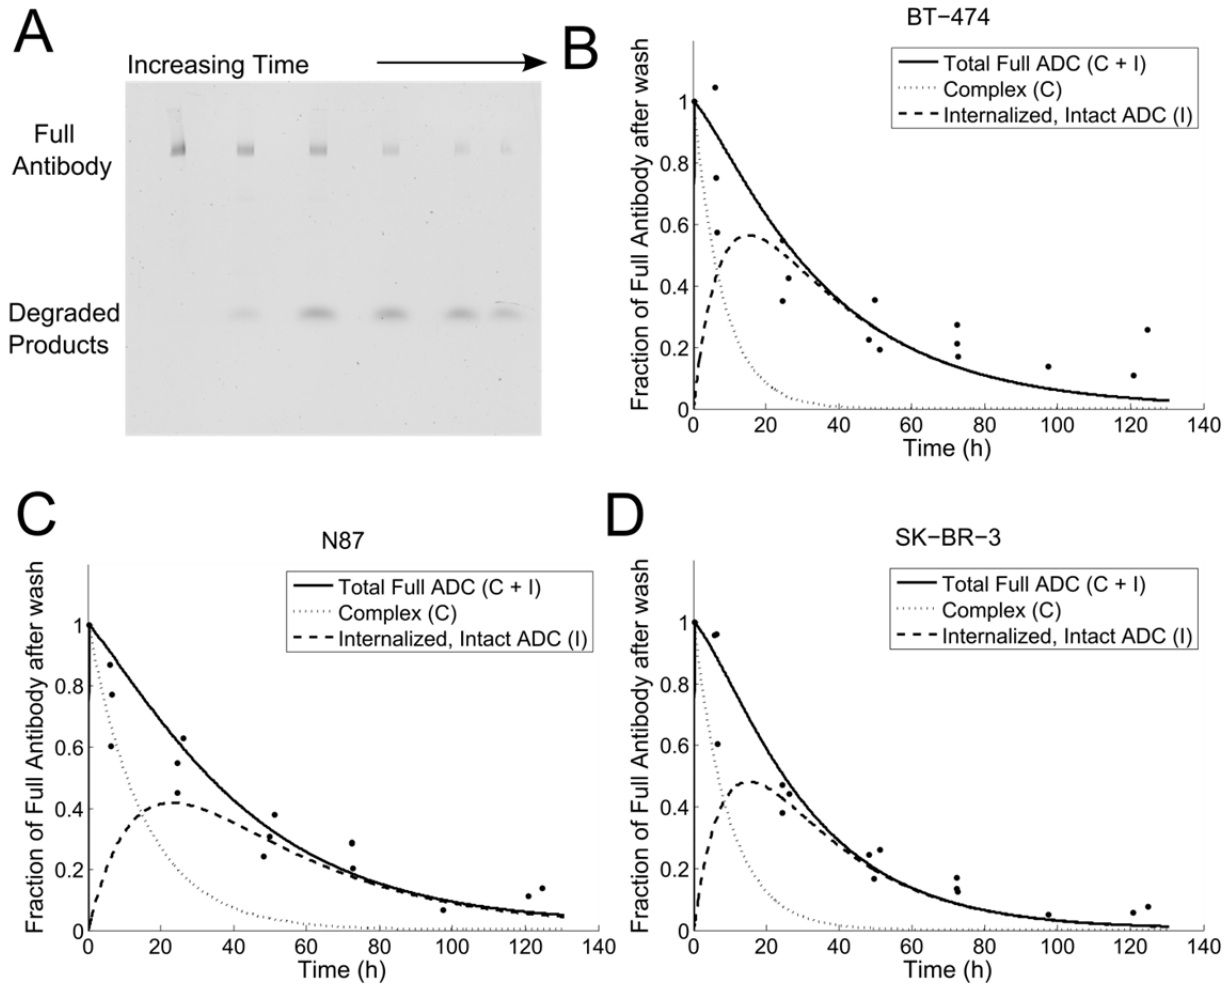 A
Increasing Time
Full
Antibody
Degraded
Products
B
BT−474
Total Full ADC (C + I)
Complex (C)
Internalized, Intact ADC (I)
Fraction of Full Antibody after wash
1
0.8
0.6
0.4
0.2
0
0 20 40 60 80 100 120 140
Time (h)
C
N87
Total Full ADC (C + I)
Complex (C)
Internalized, Intact ADC (I)
Fraction of Full Antibody after wash
1
0.8
0.6
0.4
0.2
0
0 20 40 60 80 100 120 140
Time (h)
D
SK−BR−3
Total Full ADC (C + I)
Complex (C)
Internalized, Intact ADC (I)
Fraction of Full Antibody after wash
1
0.8
0.6
0.4
0.2
0
0 20 40 60 80 100 120 140
Time (h)